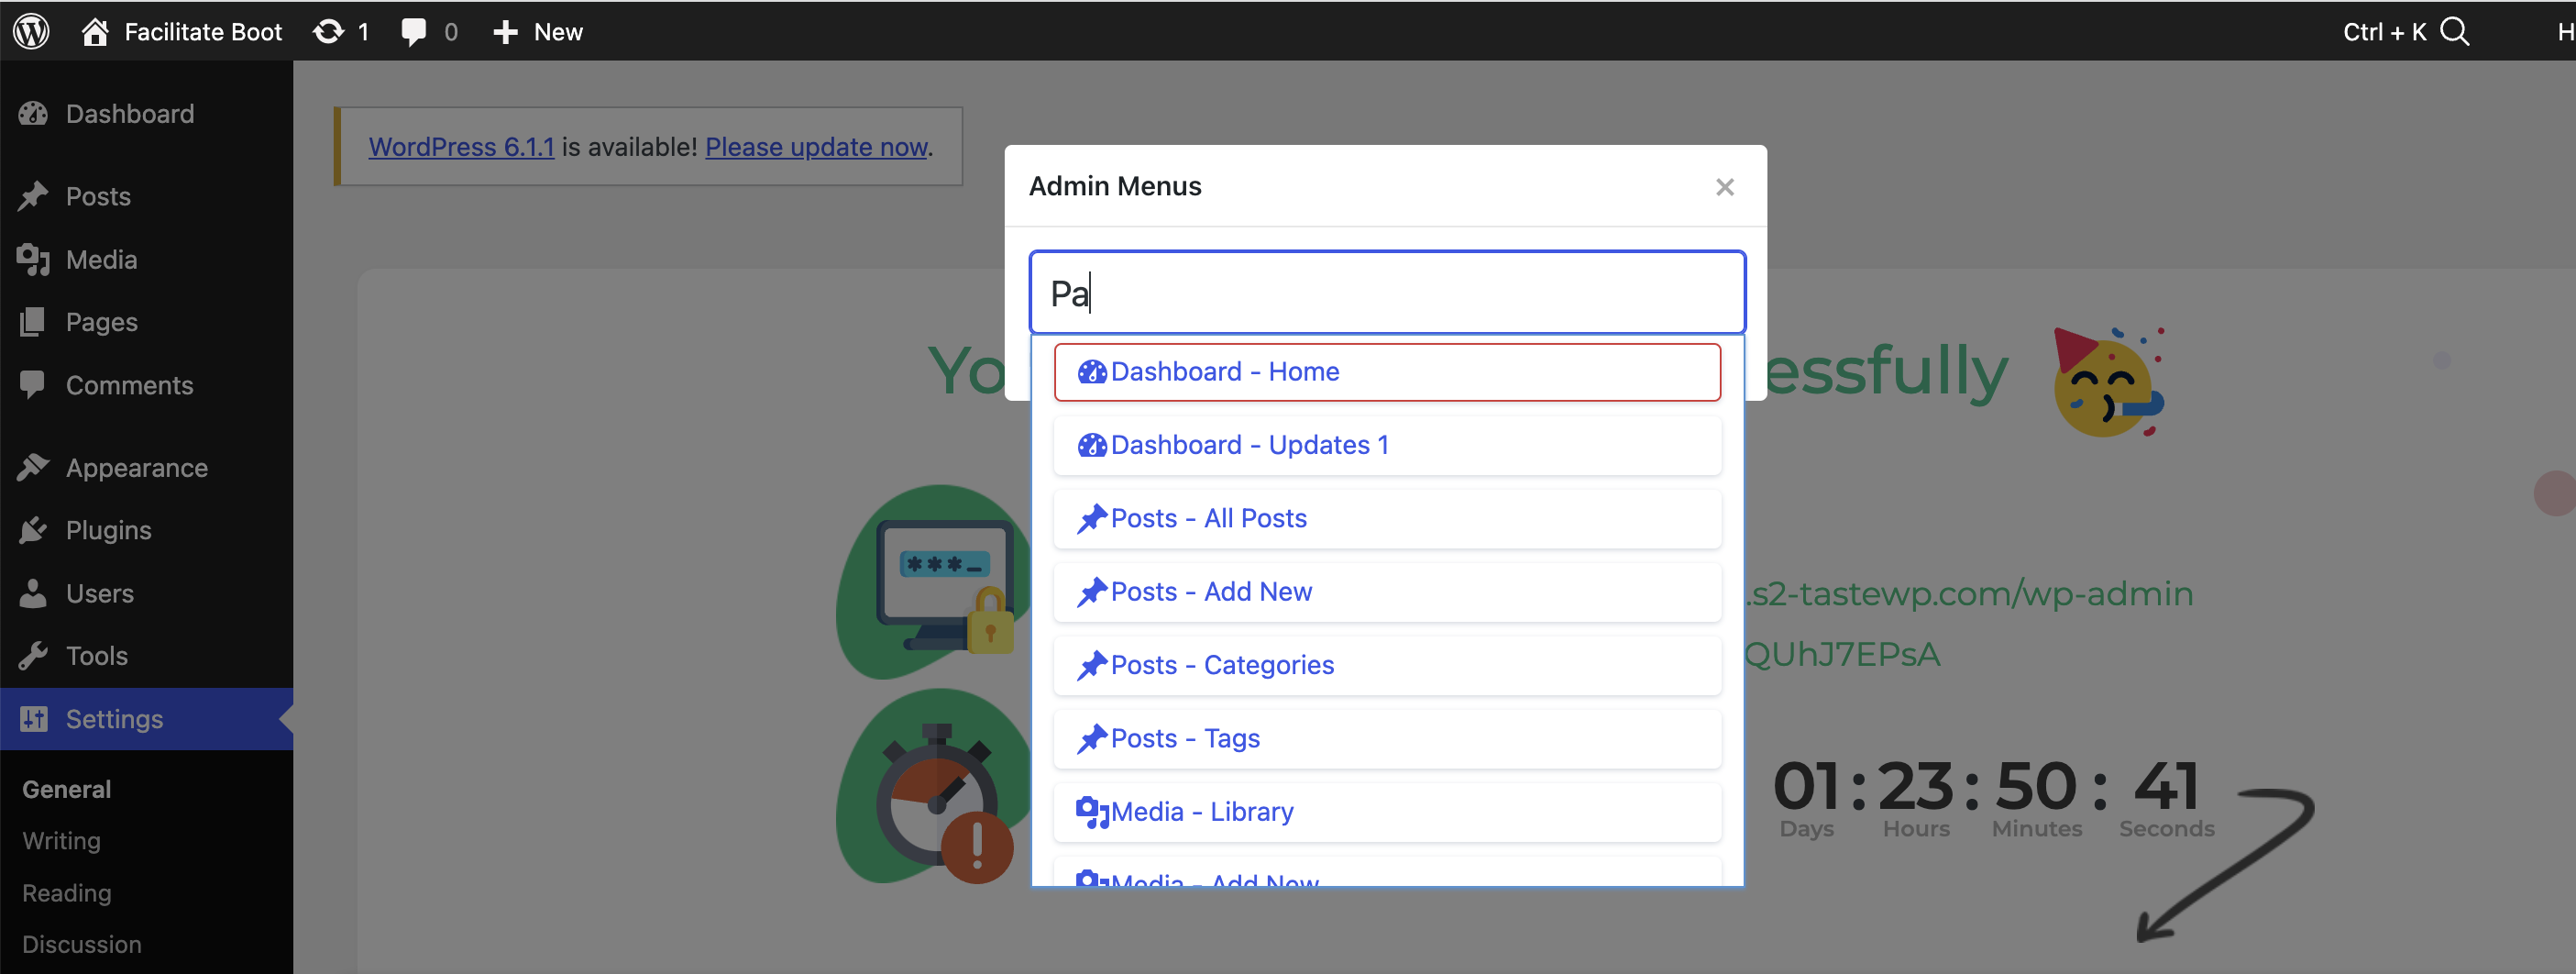 Facilitate Boot 1 0 New Ctrl + K H
Dashboard
Posts
Media
Pages
Comments
Appearance
Plugins
Users
Tools
Settings
General
Writing
Reading
Discussion
WordPress 6.1.1 is available! Please update now.
Admin Menus
Pa
Dashboard - Home
Dashboard - Updates 1
Posts - All Posts
Posts - Add New
Posts - Categories
Posts - Tags
Media - Library
Media - Add New
Yo essfully
***_
.s2-tastewp.com/wp-admin
QUhJ7EPsA
01 : 23 : 50 : 41
Days Hours Minutes Seconds